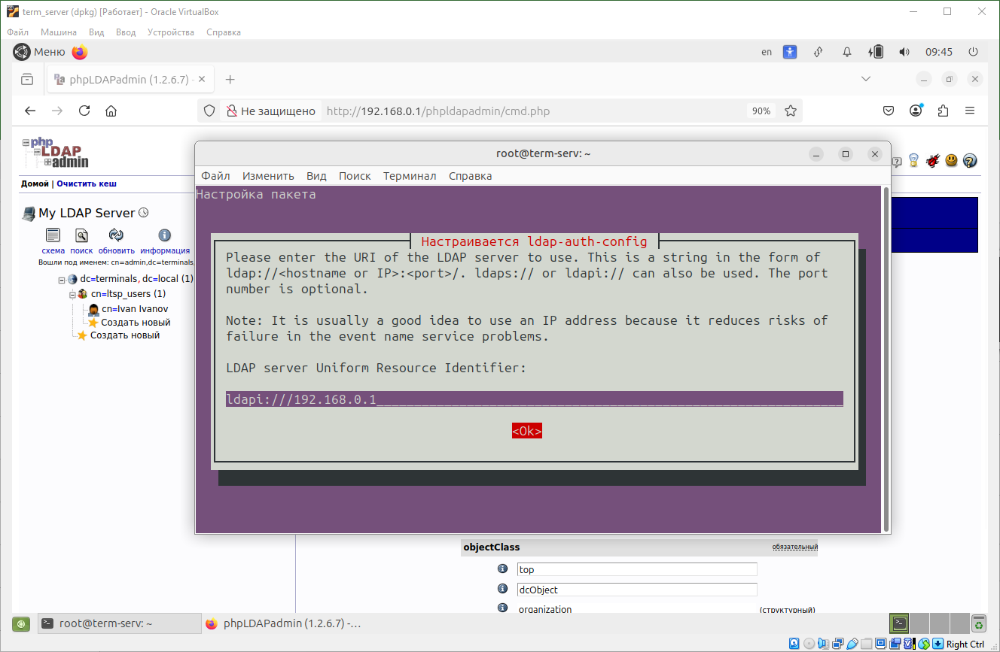 term_server (dpkg) [Работает] - Oracle VirtualBox
Файл Машина Вид Ввод Устройства Справка
Меню en 09:45
phpLDAPadmin (1.2.6.7) -
Не защищено http://192.168.0.1/phpldapadmin/cmd.php 90%
php
LDAP
admin
Домой | Очистить кеш
My LDAP Server
схема поиск обновить информация
Вошли под именем: cn=admin,dc=terminals,
dc=terminals, dc=local (1)
cn=ltsp_users (1)
cn=Ivan Ivanov
Создать новый
Создать новый
root@term-serv: ~
Файл Изменить Вид Поиск Терминал Справка
Настройка пакета
Настраивается ldap-auth-config
Please enter the URI of the LDAP server to use. This is a string in the form of
ldap://<hostname or IP>:<port>/. ldaps:// or ldapi:// can also be used. The port
number is optional.
Note: It is usually a good idea to use an IP address because it reduces risks of
failure in the event name service problems.
LDAP server Uniform Resource Identifier:
ldapi:///192.168.0.1
<Ok>
objectClass обязательный
top
dcObject
organization (структурный)
root@term-serv: ~ phpLDAPadmin (1.2.6.7) -...
Right Ctrl